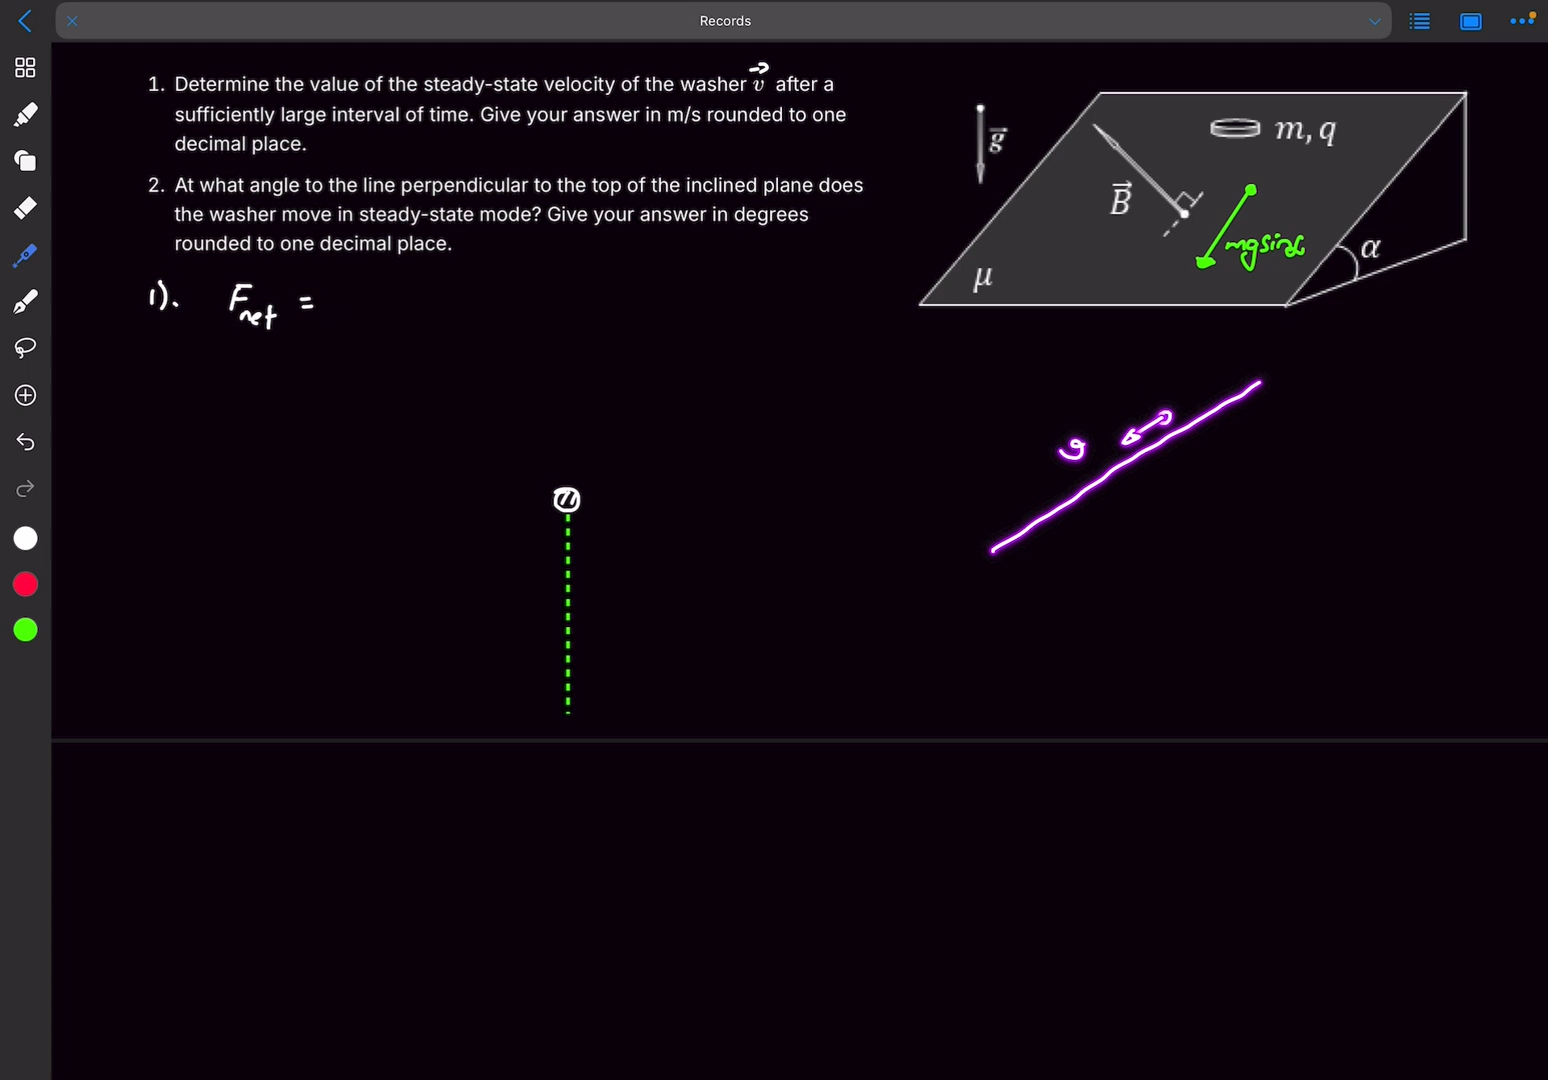 Records
1. Determine the value of the steady-state velocity of the washer v⃗ after a
sufficiently large interval of time. Give your answer in m/s rounded to one
decimal place.
2. At what angle to the line perpendicular to the top of the inclined plane does
the washer move in steady-state mode? Give your answer in degrees
rounded to one decimal place.
1). Fnet =
g⃗
m, q
B⃗
mgsinα
α
μ